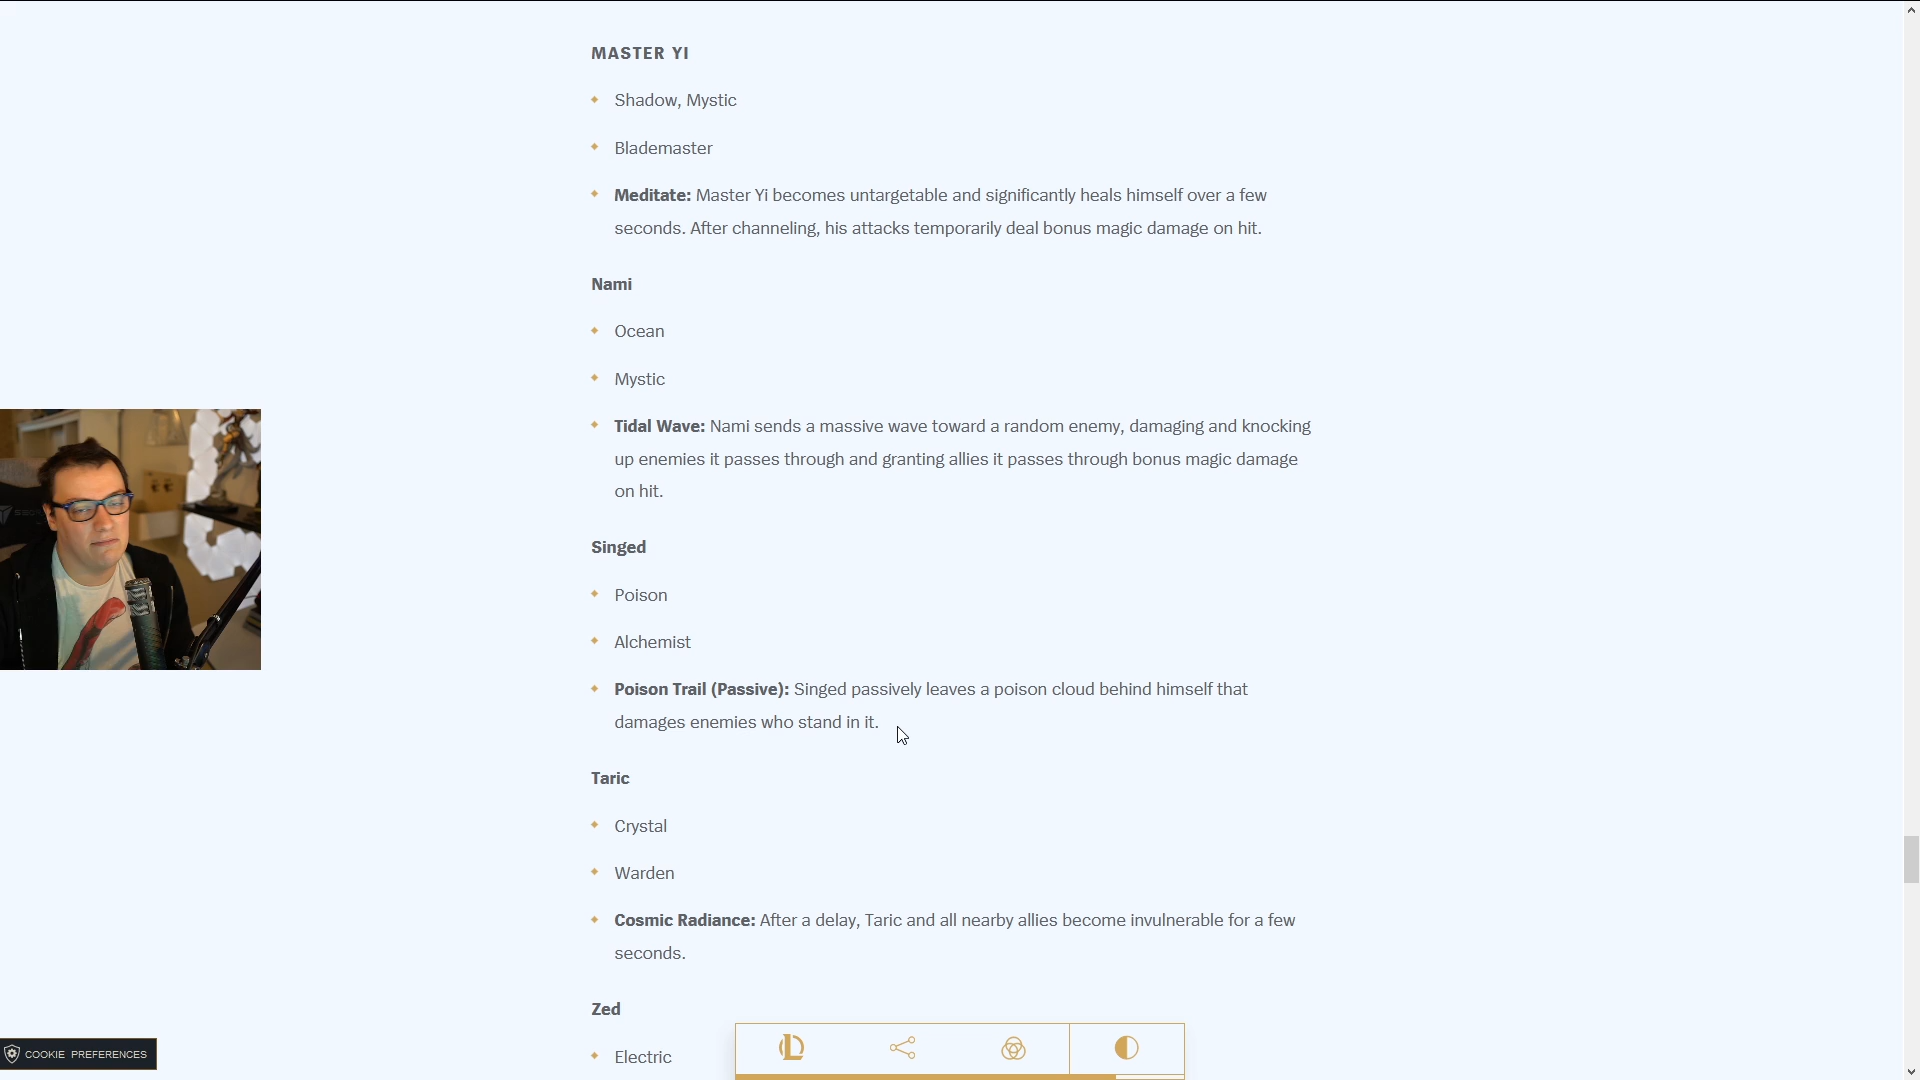 MASTER YI
Shadow, Mystic
Blademaster
Meditate: Master Yi becomes untargetable and significantly heals himself over a few
seconds. After channeling, his attacks temporarily deal bonus magic damage on hit.
Nami
Ocean
Mystic
Tidal Wave: Nami sends a massive wave toward a random enemy, damaging and knocking
up enemies it passes through and granting allies it passes through bonus magic damage
on hit.
Singed
Poison
Alchemist
Poison Trail (Passive): Singed passively leaves a poison cloud behind himself that
damages enemies who stand in it.
Taric
Crystal
Warden
Cosmic Radiance: After a delay, Taric and all nearby allies become invulnerable for a few
seconds.
Zed
Electric
COOKIE PREFERENCES